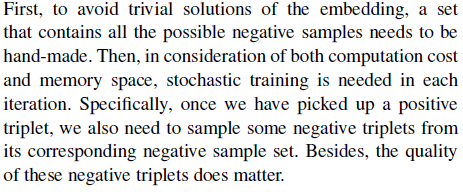 First, to avoid trivial solutions of the embedding, a set
that contains all the possible negative samples needs to be
hand-made. Then, in consideration of both computation cost
and memory space, stochastic training is needed in each
iteration. Specifically, once we have picked up a positive
triplet, we also need to sample some negative triplets from
its corresponding negative sample set. Besides, the quality
of these negative triplets does matter.